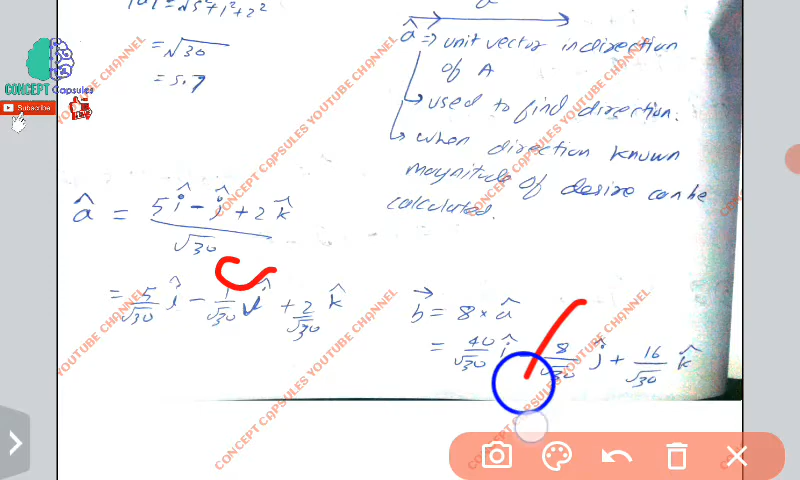 = √30
= 5.7
â ⇒ unit vector in direction
of A
↳ used to find direction.
↳ when direction known
magnitude of desire can be
calculated.
CONCEPT Capsules
Subscribe
â = 5î - ĵ + 2k̂ / √30
= 5/√30 î - 1/√30 ĵ + 2/√30 k̂
b⃗ = 8 × â
= 40/√30 î - 8/√30 ĵ + 16/√30 k̂
CONCEPT CAPSULES YOUTUBE CHANNEL